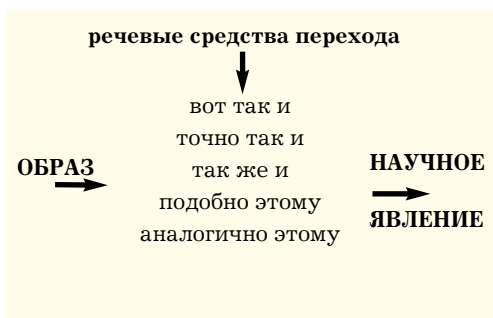 речевые средства перехода
вот так и
точно так и
ОБРАЗ
так же и
подобно этому
аналогично этому
НАУЧНОЕ
ЯВЛЕНИЕ